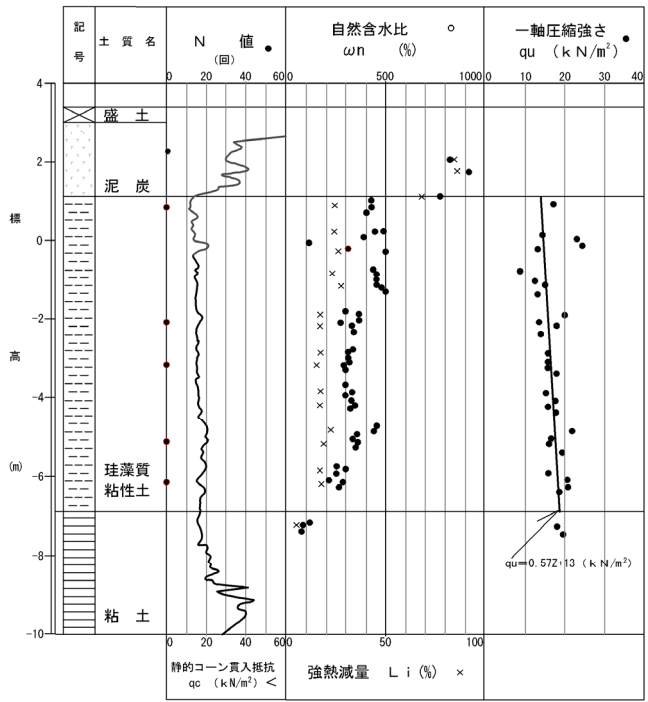 記号
土質名
N 値
(回)
自然含水比
ωn (%)
一軸圧縮強さ
qu (kN/m²)
0 20 40 60
0 500 1000
0 10 20 30 40
4
2
0
-2
-4
-6
-8
-10
標高(m)
盛土
泥炭
珪藻質
粘性土
粘土
qu=0.57Z+13 (kN/m²)
0 20 40 60
0 50 100
静的コーン貫入抵抗
qc (kN/m²) <
強熱減量 Li(%) ×